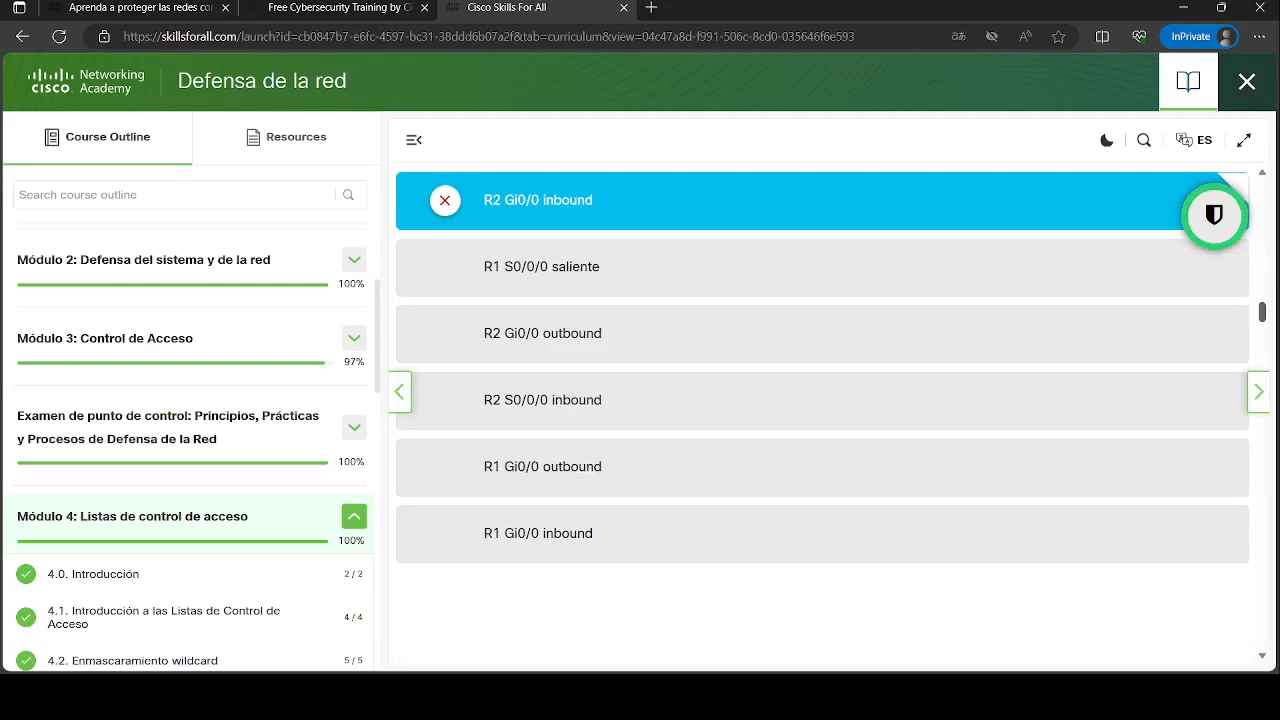 Aprenda a proteger las redes co
Free Cybersecurity Training by Ci
Cisco Skills For All
https://skillsforall.com/launch?id=cb0847b7-e6fc-4597-bc31-38ddd6b07a2f&tab=curriculum&view=04c47a8d-f991-506c-8cd0-035646f6e593
InPrivate
Networking
CISCO Academy
Defensa de la red
Course Outline
Resources
ES
Search course outline
Módulo 2: Defensa del sistema y de la red
100%
Módulo 3: Control de Acceso
97%
Examen de punto de control: Principios, Prácticas
y Procesos de Defensa de la Red
100%
Módulo 4: Listas de control de acceso
100%
4.0. Introducción
2 / 2
4.1. Introducción a las Listas de Control de
Acceso
4 / 4
4.2. Enmascaramiento wildcard
5 / 5
R2 Gi0/0 inbound
R1 S0/0/0 saliente
R2 Gi0/0 outbound
R2 S0/0/0 inbound
R1 Gi0/0 outbound
R1 Gi0/0 inbound